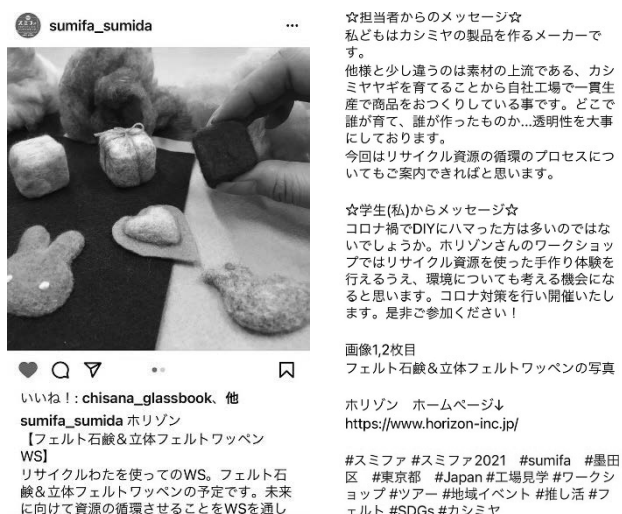 sumifa_sumida
いいね！: chisana_glassbook、他
sumifa_sumida ホリゾン
【フェルト石鹸＆立体フェルトワッペン
WS】
リサイクルわたを使ってのWS。フェルト石
鹸＆立体フェルトワッペンの予定です。未来
に向けて資源の循環させることをWSを通し
☆担当者からのメッセージ☆
私どもはカシミヤの製品を作るメーカーで
す。
他様と少し違うのは素材の上流である、カシ
ミヤヤギを育てることから自社工場で一貫生
産で商品をおつくりしている事です。どこで
誰が育て、誰が作ったものか...透明性を大事
にしております。
今回はリサイクル資源の循環のプロセスにつ
いてもご案内できればと思います。
☆学生(私)からメッセージ☆
コロナ禍でDIYにハマった方は多いのではな
いでしょうか。ホリゾンさんのワークショッ
プではリサイクル資源を使った手作り体験を
行えるうえ、環境についても考える機会にな
ると思います。コロナ対策を行い開催いたし
ます。是非ご参加ください！
画像1,2枚目
フェルト石鹸＆立体フェルトワッペンの写真
ホリゾン　ホームページ↓
https://www.horizon-inc.jp/
#スミファ #スミファ2021　#sumifa　#墨田
区　#東京都　#Japan #工場見学 #ワークシ
ョップ #ツアー #地域イベント #推し活 #フ
ェルト #SDGs #カシミヤ